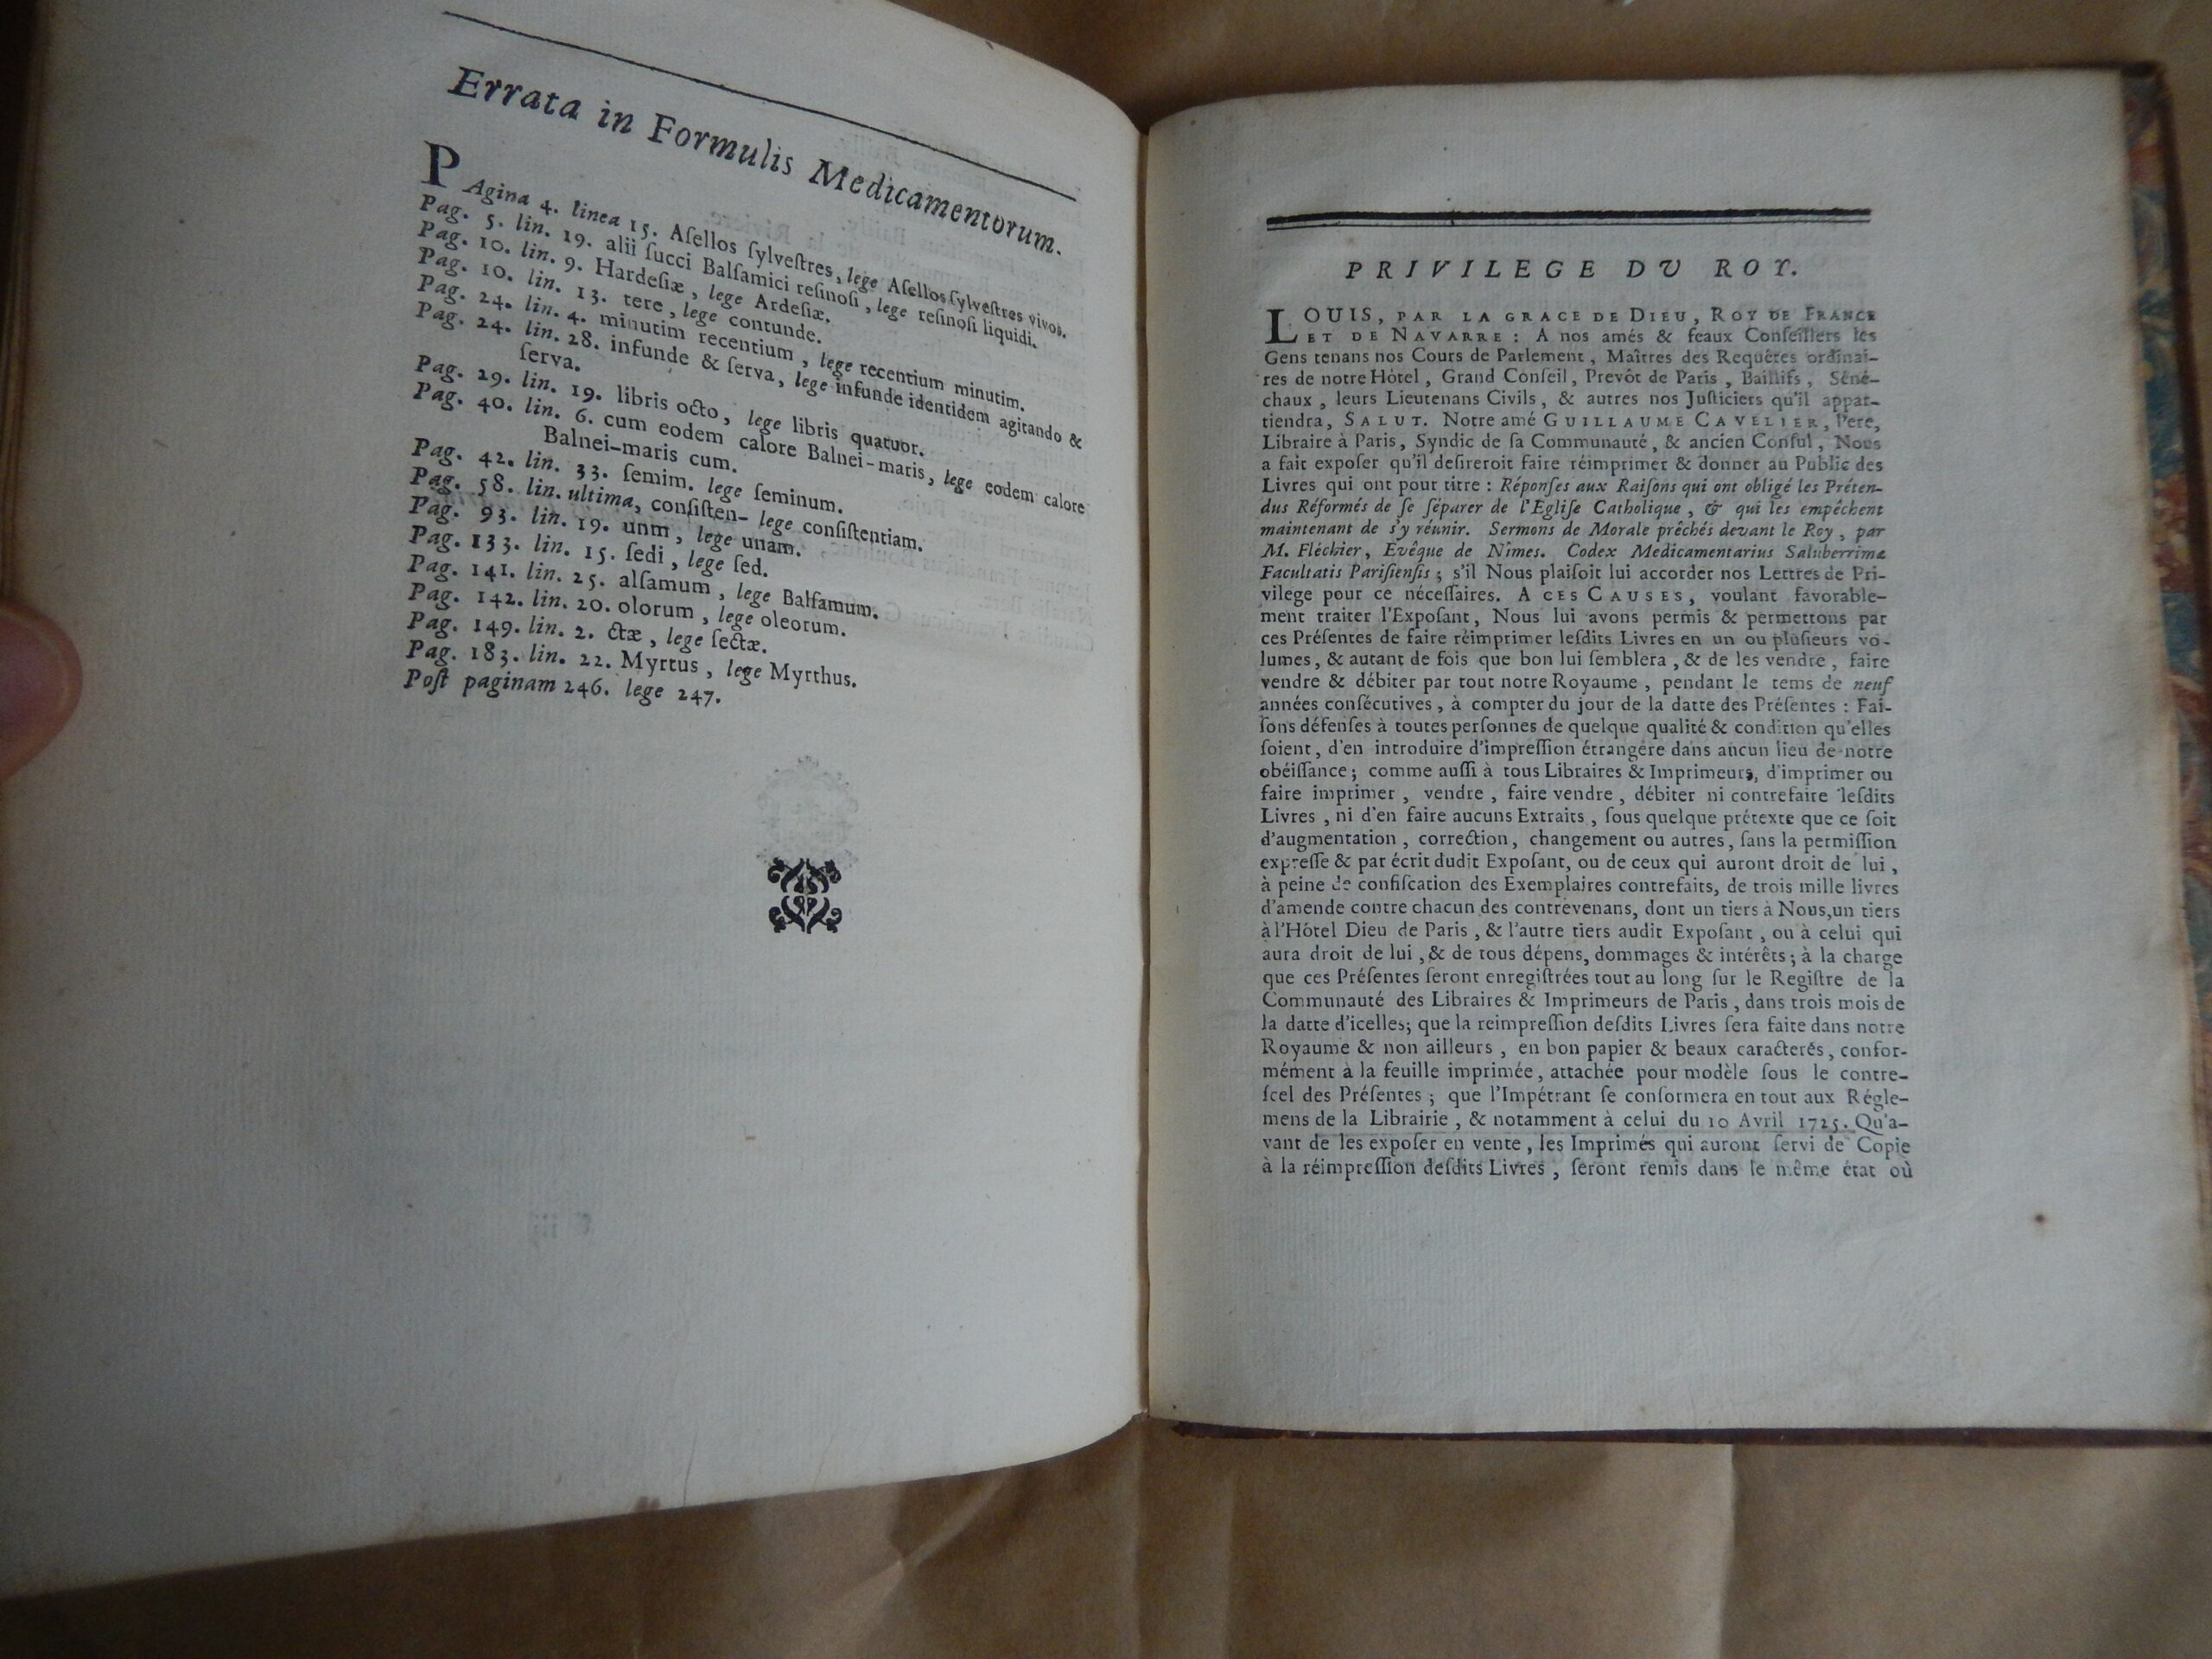 Errata in Formulis Medicamentorum.
PAgina 4. linea 15. Aſellos ſylveſtres, lege Aſellos ſylveſtres vivos.
Pag. 5. lin. 19. alii ſucci Balſamici reſinoſi, lege reſinoſi liquidi.
Pag. 10. lin. 9. Hardeſiæ, lege Ardeſiæ.
Pag. 10. lin. 13. tere, lege contunde.
Pag. 24. lin. 4. minutim recentium, lege recentium minutim.
Pag. 24. lin. 28. infunde & ſerva, lege infunde identidem agitando &
ſerva.
Pag. 29. lin. 19. libris octo, lege libris quatuor.
Pag. 40. lin. 6. cum eodem calore Balnei-maris, lege eodem calore
Balnei-maris cum.
Pag. 42. lin. 33. ſemim. lege ſeminum.
Pag. 58. lin. ultima, conſiſten- lege conſiſtentiam.
Pag. 93. lin. 19. unm, lege unam.
Pag. 133. lin. 15. ſedi, lege ſed.
Pag. 141. lin. 25. alſamum, lege Balſamum.
Pag. 142. lin. 20. olorum, lege oleorum.
Pag. 149. lin. 2. ctæ, lege ſectæ.
Pag. 183. lin. 22. Myrtus, lege Myrthus.
Poſt paginam 246. lege 247.
PRIVILEGE DU ROY.
LOUIS, PAR LA GRACE DE DIEU, ROY DE FRANCE
ET DE NAVARRE : A nos amés & feaux Conſeillers les
Gens tenans nos Cours de Parlement, Maîtres des Requêtes ordinai-
res de notre Hôtel, Grand Conſeil, Prevôt de Paris, Baillifs, Séné-
chaux, leurs Lieutenans Civils, & autres nos Juſticiers qu'il appar-
tiendra, SALUT. Notre amé GUILLAUME CAVELIER, Pere,
Libraire à Paris, Syndic de ſa Communauté, & ancien Conſul, Nous
a fait expoſer qu'il deſireroit faire réimprimer & donner au Public des
Livres qui ont pour titre : Réponſes aux Raiſons qui ont obligé les Préten-
dus Réformés de ſe ſéparer de l'Egliſe Catholique, & qui les empéchent
maintenant de s'y réunir. Sermons de Morale prêchés devant le Roy, par
M. Fléchier, Evêque de Nîmes. Codex Medicamentarius Saluberrimæ
Facultatis Pariſienſis ; s'il Nous plaiſoit lui accorder nos Lettres de Pri-
vilege pour ce néceſſaires. A CES CAUSES, voulant favorable-
ment traiter l'Expoſant, Nous lui avons permis & permettons par
ces Préſentes de faire réimprimer leſdits Livres en un ou pluſieurs vo-
lumes, & autant de fois que bon lui ſemblera, & de les vendre, faire
vendre & débiter par tout notre Royaume, pendant le tems de neuf
années conſécutives, à compter du jour de la datte des Préſentes : Fai-
ſons défenſes à toutes perſonnes de quelque qualité & condition qu'elles
ſoient, d'en introduire d'impreſſion étrangére dans aucun lieu de notre
obéiſſance ; comme auſſi à tous Libraires & Imprimeurs, d'imprimer ou
faire imprimer, vendre, faire vendre, débiter ni contrefaire leſdits
Livres, ni d'en faire aucuns Extraits, ſous quelque prétexte que ce ſoit
d'augmentation, correction, changement ou autres, ſans la permiſſion
expreſſe & par écrit dudit Expoſant, ou de ceux qui auront droit de lui,
à peine de confiſcation des Exemplaires contrefaits, de trois mille livres
d'amende contre chacun des contrevenans, dont un tiers à Nous, un tiers
à l'Hôtel Dieu de Paris, & l'autre tiers audit Expoſant, ou à celui qui
aura droit de lui, & de tous dépens, dommages & intérêts ; à la charge
que ces Préſentes ſeront enregiſtrées tout au long ſur le Regiſtre de la
Communauté des Libraires & Imprimeurs de Paris, dans trois mois de
la datte d'icelles; que la reimpreſſion deſdits Livres ſera faite dans notre
Royaume & non ailleurs, en bon papier & beaux caracterés, confor-
mément à la feuille imprimée, attachée pour modèle ſous le contre-
ſcel des Préſentes ; que l'Impétrant ſe conformera en tout aux Régle-
mens de la Librairie, & notamment à celui du 10 Avril 1725. Qu'a-
vant de les expoſer en vente, les Imprimés qui auront ſervi de Copie
à la réimpreſſion deſdits Livres, ſeront remis dans le même état où